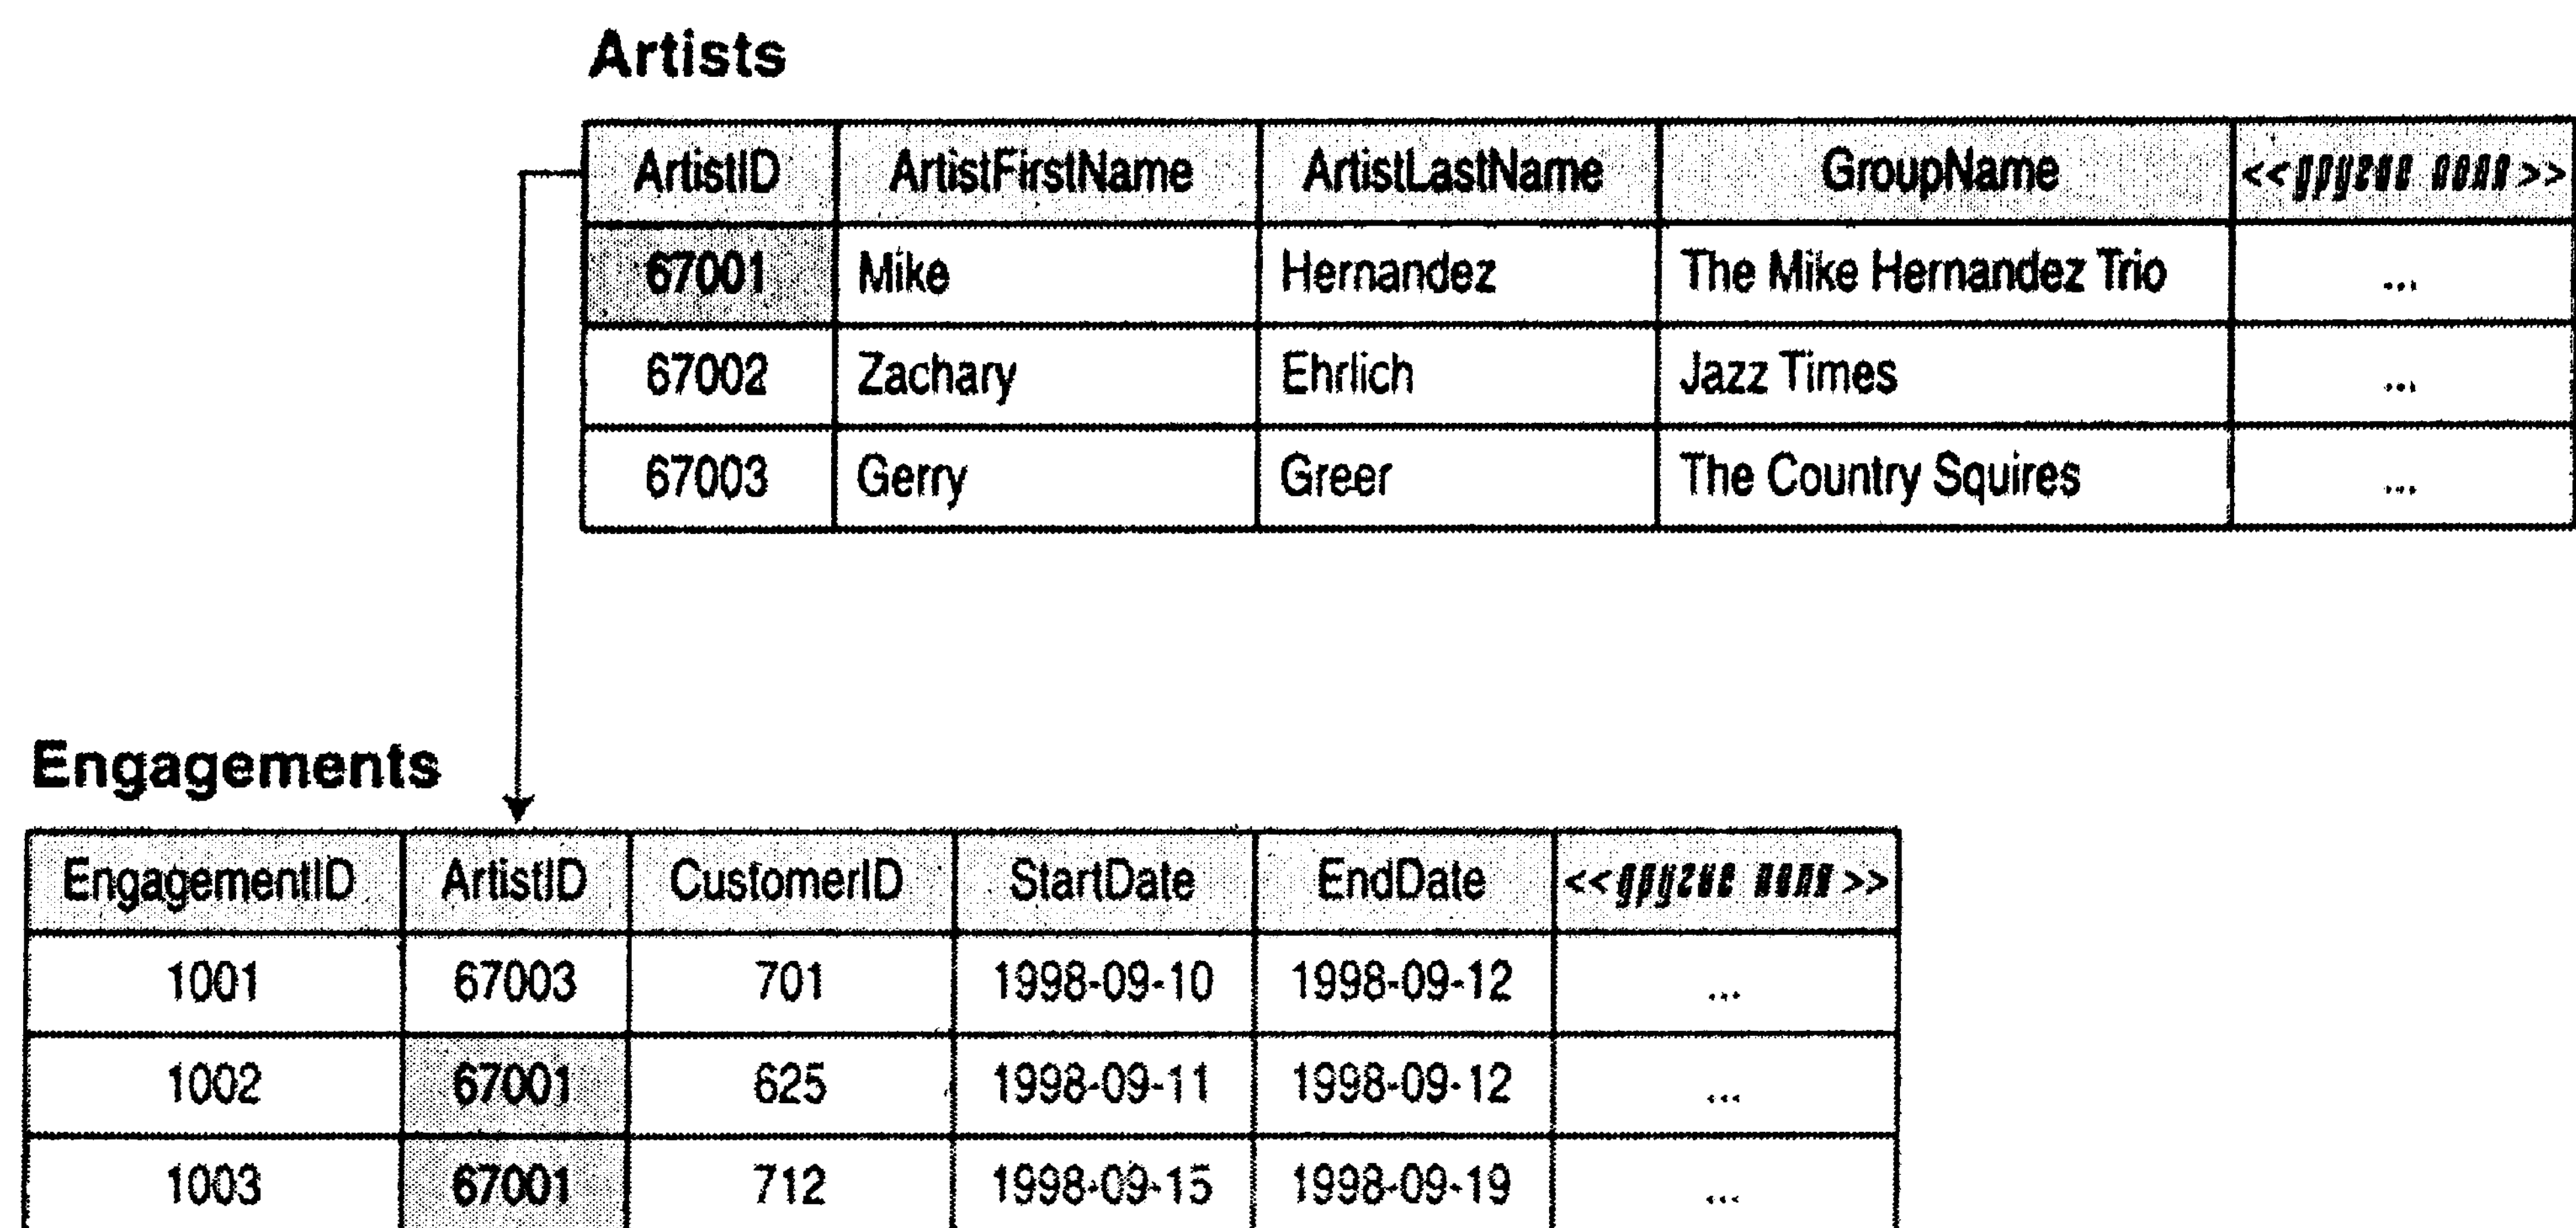 Artists
ArtistID ArtistFirstName ArtistLastName GroupName << >>
67001 Mike Hernandez The Mike Hernandez Trio ...
67002 Zachary Ehrlich Jazz Times ...
67003 Gerry Greer The Country Squires ...
Engagements
EngagementID ArtistID CustomerID StartDate EndDate << >>
1001 67003 701 1998-09-10 1998-09-12 ...
1002 67001 625 1998-09-11 1998-09-12 ...
1003 67001 712 1998-09-15 1998-09-19 ...